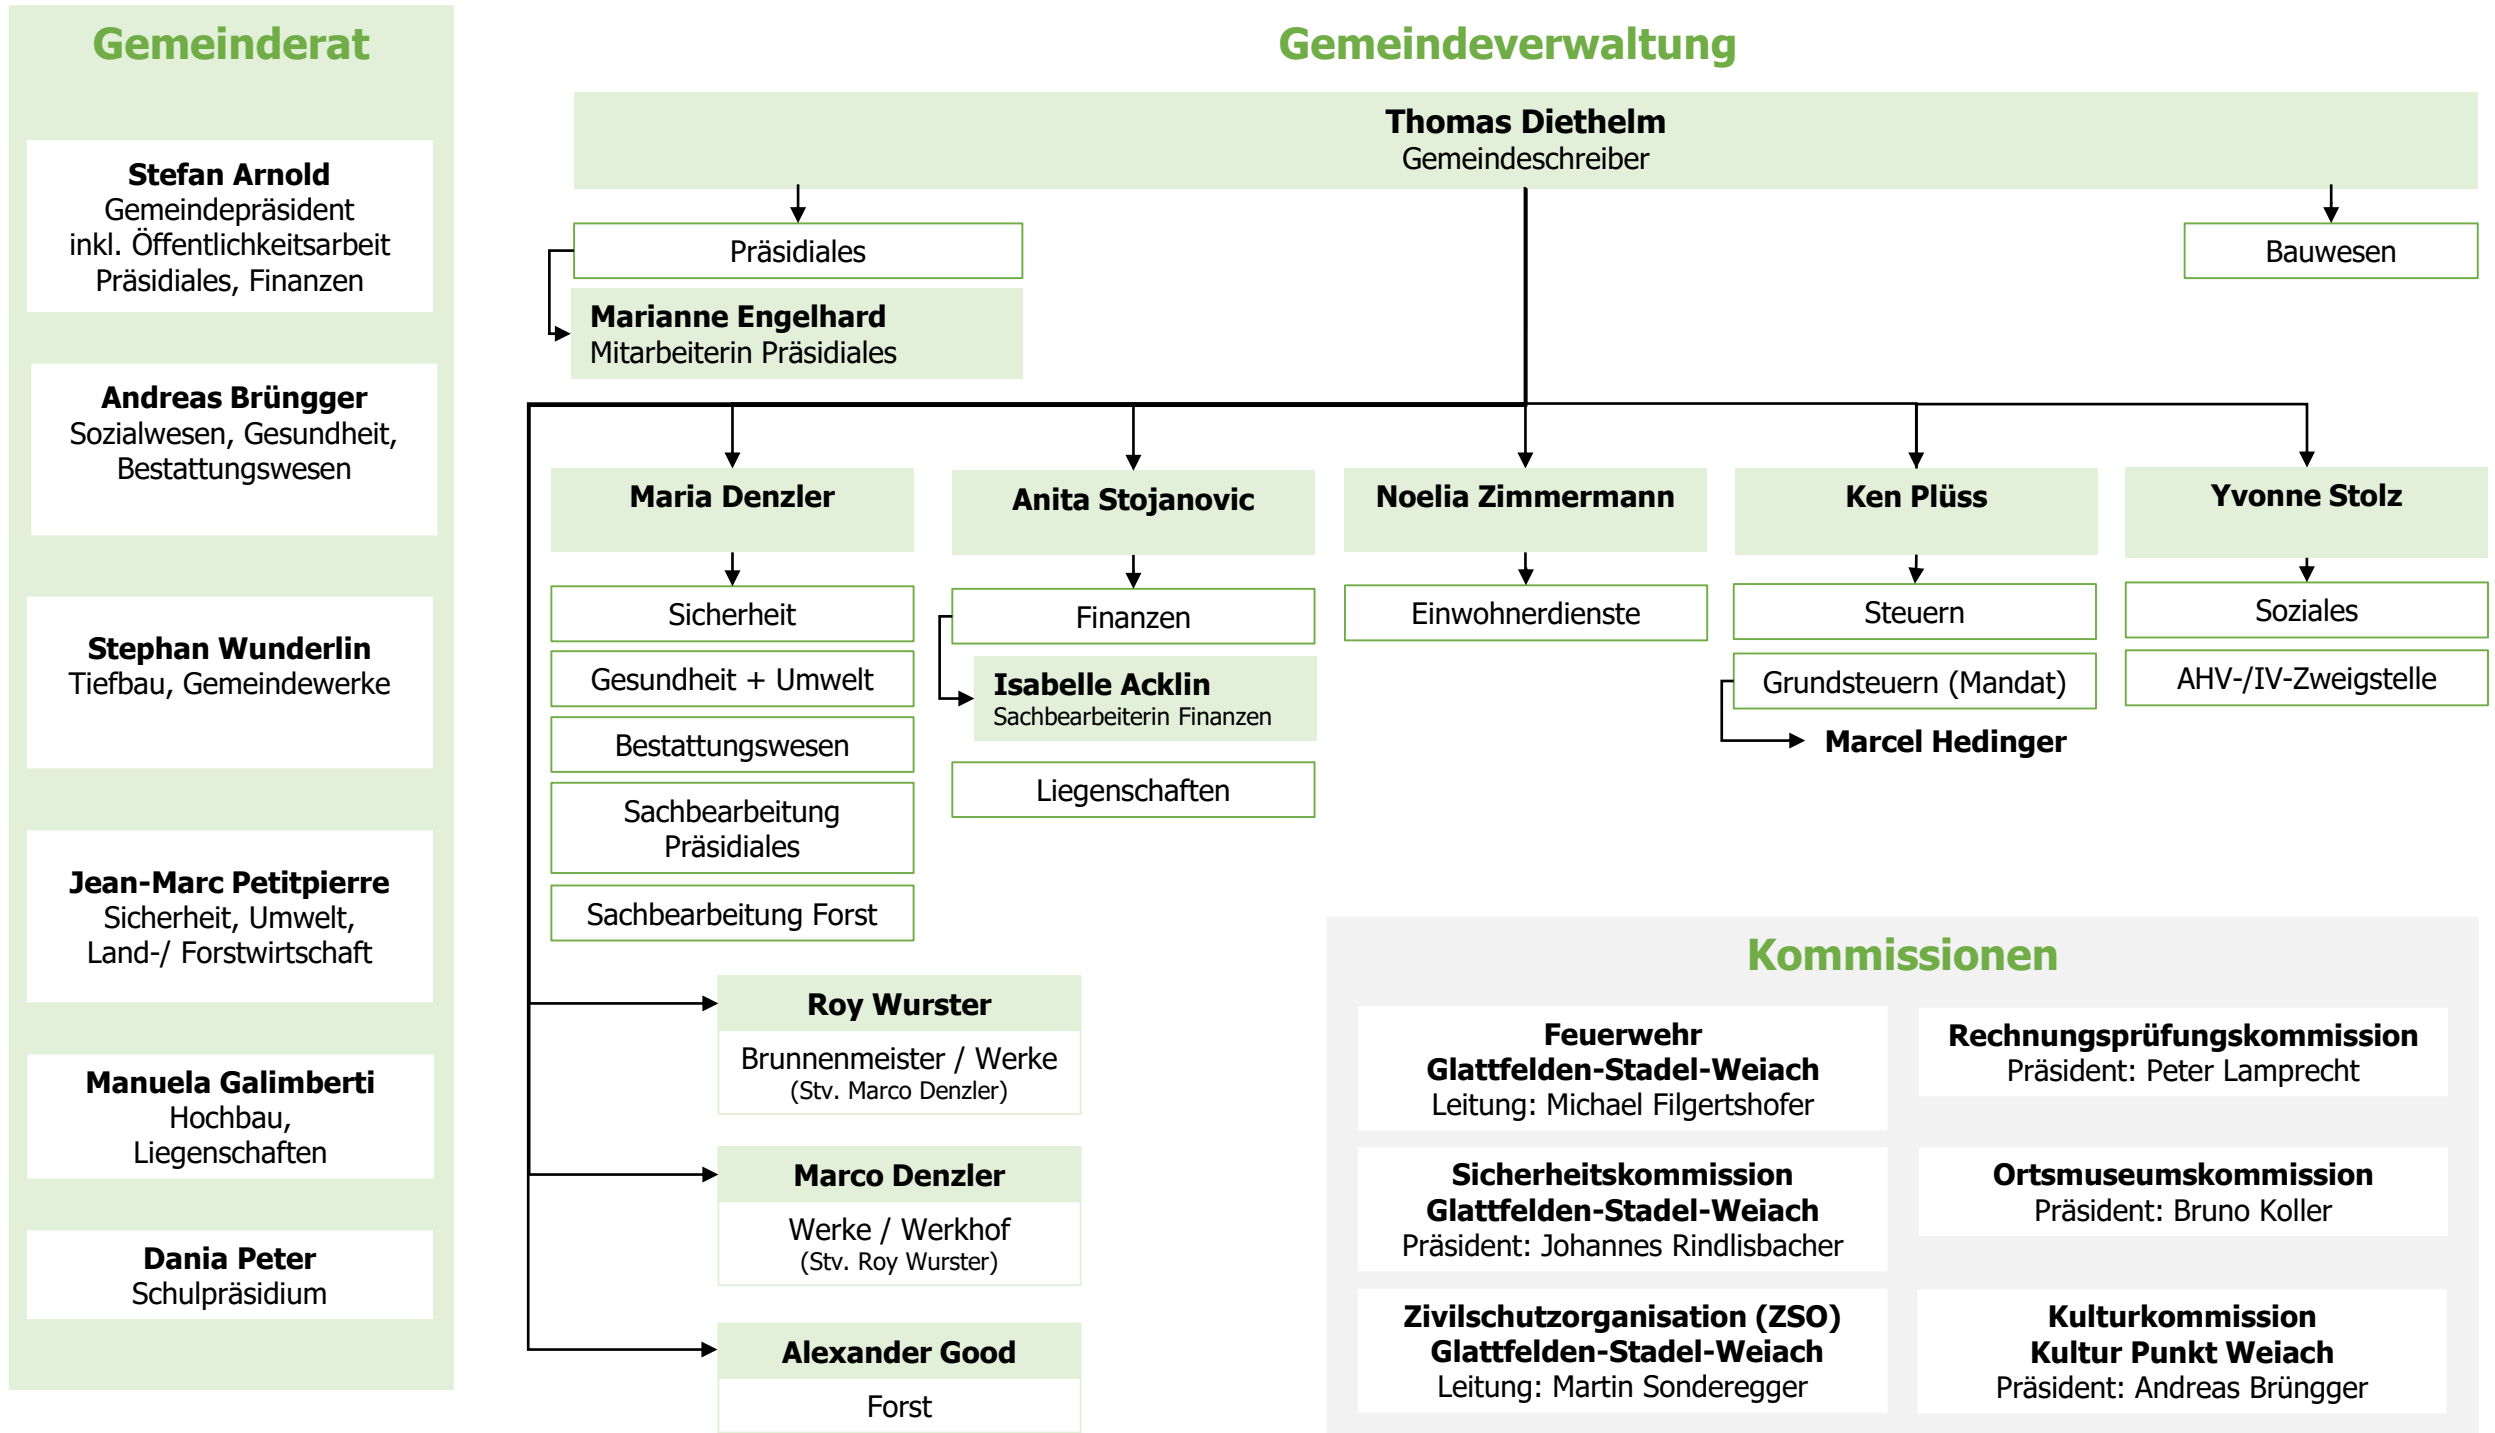 Gemeinderat
Stefan Arnold
Gemeindepräsident
inkl. Öffentlichkeitsarbeit
Präsidiales, Finanzen
Andreas Brüngger
Sozialwesen, Gesundheit,
Bestattungswesen
Stephan Wunderlin
Tiefbau, Gemeindewerke
Jean-Marc Petitpierre
Sicherheit, Umwelt,
Land-/ Forstwirtschaft
Manuela Galimberti
Hochbau,
Liegenschaften
Dania Peter
Schulpräsidium
Gemeindeverwaltung
Thomas Diethelm
Gemeindeschreiber
Präsidiales
Marianne Engelhard
Mitarbeiterin Präsidiales
Bauwesen
Maria Denzler
Sicherheit
Gesundheit + Umwelt
Bestattungswesen
Sachbearbeitung
Präsidiales
Sachbearbeitung Forst
Anita Stojanovic
Finanzen
Isabelle Acklin
Sachbearbeiterin Finanzen
Liegenschaften
Noelia Zimmermann
Einwohnerdienste
Ken Plüss
Steuern
Grundsteuern (Mandat)
Marcel Hedinger
Yvonne Stolz
Soziales
AHV-/IV-Zweigstelle
Roy Wurster
Brunnenmeister / Werke
(Stv. Marco Denzler)
Marco Denzler
Werke / Werkhof
(Stv. Roy Wurster)
Alexander Good
Forst
Kommissionen
Feuerwehr
Glattfelden-Stadel-Weiach
Leitung: Michael Filgertshofer
Rechnungsprüfungskommission
Präsident: Peter Lamprecht
Sicherheitskommission
Glattfelden-Stadel-Weiach
Präsident: Johannes Rindlisbacher
Ortsmuseumskommission
Präsident: Bruno Koller
Zivilschutzorganisation (ZSO)
Glattfelden-Stadel-Weiach
Leitung: Martin Sonderegger
Kulturkommission
Kultur Punkt Weiach
Präsident: Andreas Brüngger